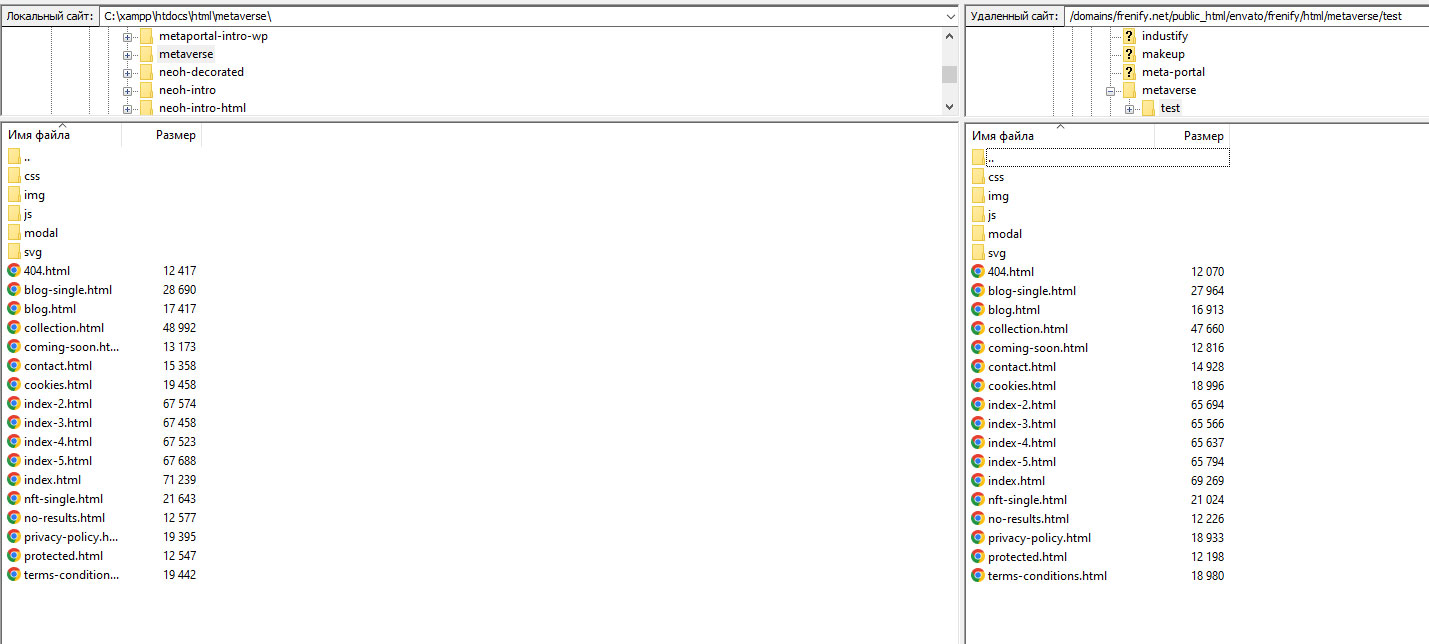 Локальный сайт: C:\xampp\htdocs\html\metaverse\
metaportal-intro-wp
metaverse
neoh-decorated
neoh-intro
neoh-intro-html
Имя файла Размер
..
css
img
js
modal
svg
404.html 12 417
blog-single.html 28 690
blog.html 17 417
collection.html 48 992
coming-soon.ht... 13 173
contact.html 15 358
cookies.html 19 458
index-2.html 67 574
index-3.html 67 458
index-4.html 67 523
index-5.html 67 688
index.html 71 239
nft-single.html 21 643
no-results.html 12 577
privacy-policy.h... 19 395
protected.html 12 547
terms-condition... 19 442
Удаленный сайт: /domains/frenify.net/public_html/envato/frenify/html/metaverse/test
industify
makeup
meta-portal
metaverse
test
Имя файла Размер
..
css
img
js
modal
svg
404.html 12 070
blog-single.html 27 964
blog.html 16 913
collection.html 47 660
coming-soon.html 12 816
contact.html 14 928
cookies.html 18 996
index-2.html 65 694
index-3.html 65 566
index-4.html 65 637
index-5.html 65 794
index.html 69 269
nft-single.html 21 024
no-results.html 12 226
privacy-policy.html 18 933
protected.html 12 198
terms-conditions.html 18 980